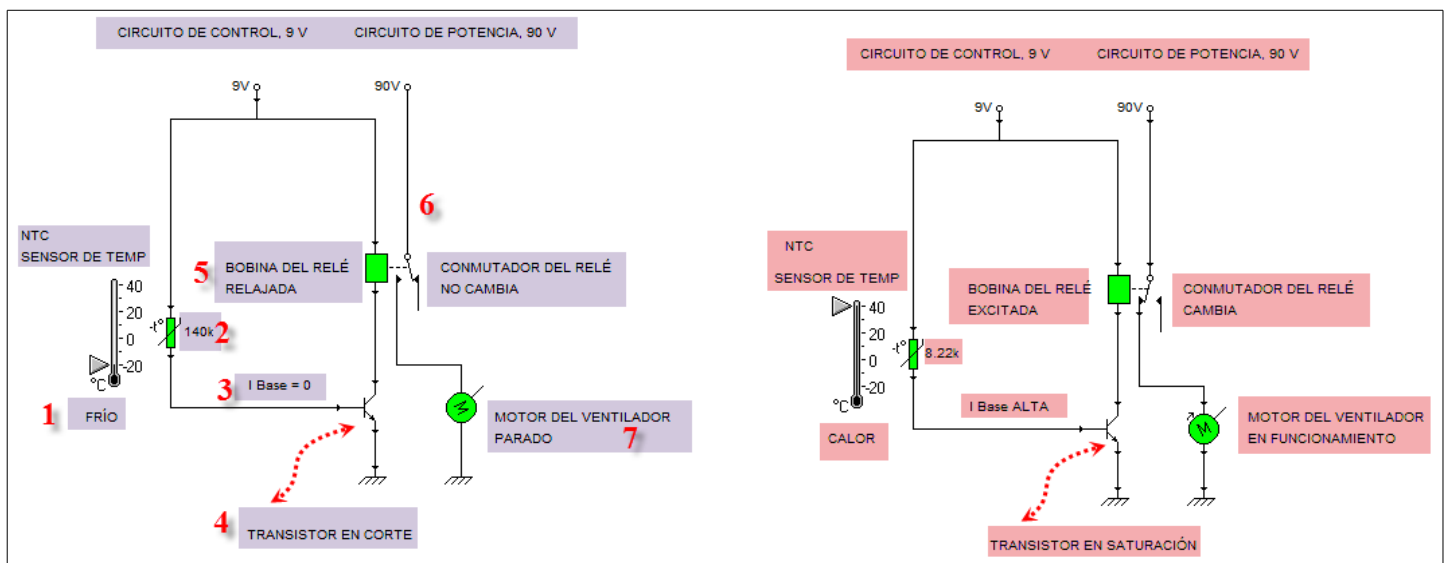 CIRCUITO DE CONTROL, 9 V CIRCUITO DE POTENCIA, 90 V
9V 90V
6
NTC
SENSOR DE TEMP
5
BOBINA DEL RELÉ
RELAJADA
CONMUTADOR DEL RELÉ
NO CAMBIA
40
20
0
-20
°C
-t°
140k
2
3
I Base = 0
1
FRÍO
M
MOTOR DEL VENTILADOR
PARADO
7
4
TRANSISTOR EN CORTE
CIRCUITO DE CONTROL, 9 V CIRCUITO DE POTENCIA, 90 V
9V 90V
NTC
SENSOR DE TEMP
BOBINA DEL RELÉ
EXCITADA
CONMUTADOR DEL RELÉ
CAMBIA
40
20
0
-20
°C
-t°
8.22k
I Base ALTA
CALOR
M
MOTOR DEL VENTILADOR
EN FUNCIONAMIENTO
TRANSISTOR EN SATURACIÓN